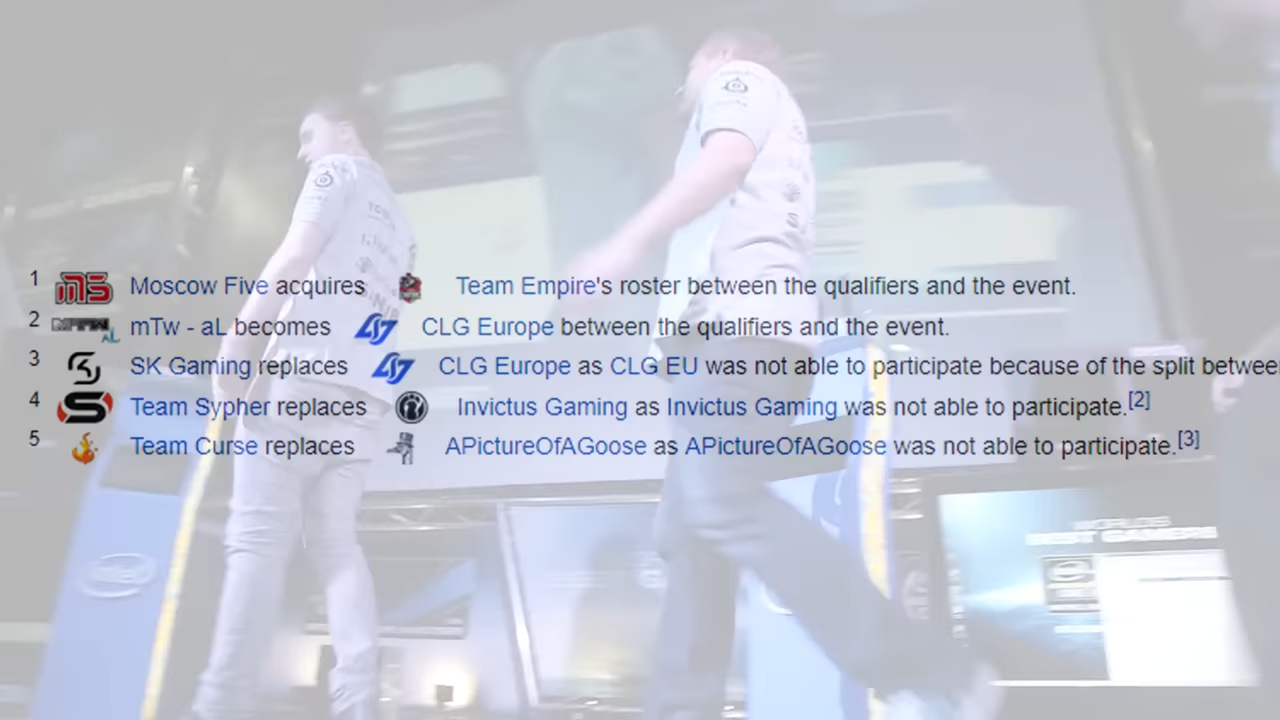 1 M5 Moscow Five acquires Team Empire's roster between the qualifiers and the event.
2 mTw - aL becomes CLG Europe between the qualifiers and the event.
3 SK Gaming replaces CLG Europe as CLG EU was not able to participate because of the split betwee
4 Team Sypher replaces Invictus Gaming as Invictus Gaming was not able to participate.[2]
5 Team Curse replaces APictureOfAGoose as APictureOfAGoose was not able to participate.[3]
intel